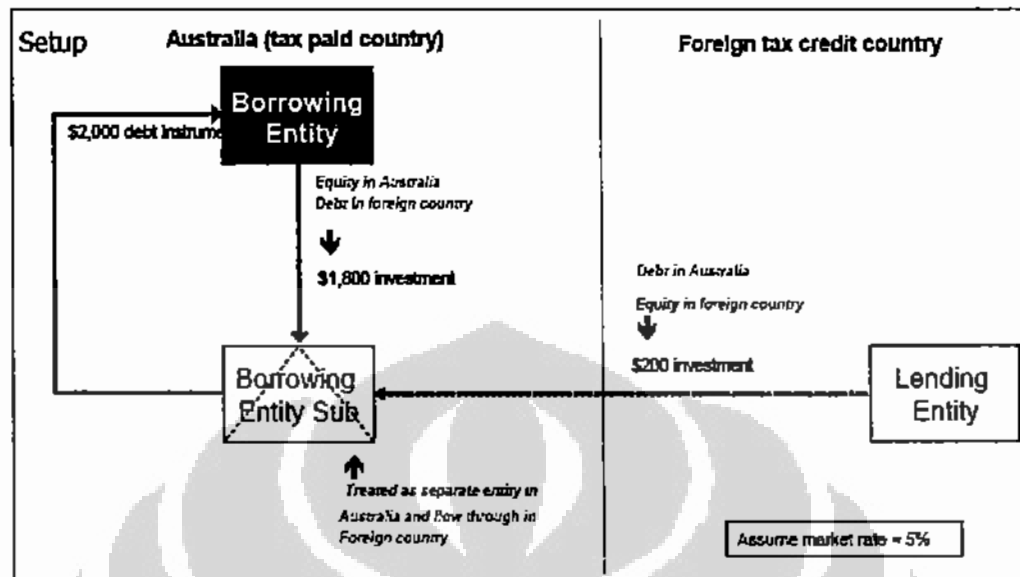 Setup
Australia (tax paid country)
Foreign tax credit country
Borrowing
Entity
$2,000 debt instrume
Equity in Australia
Debt in foreign country
$1,800 investment
Debt in Australia
Equity in foreign country
$200 investment
Borrowing
Entity Sub
Lending
Entity
Treated as separate entity in
Australia and flow through in
Foreign country
Assume market rate = 5%